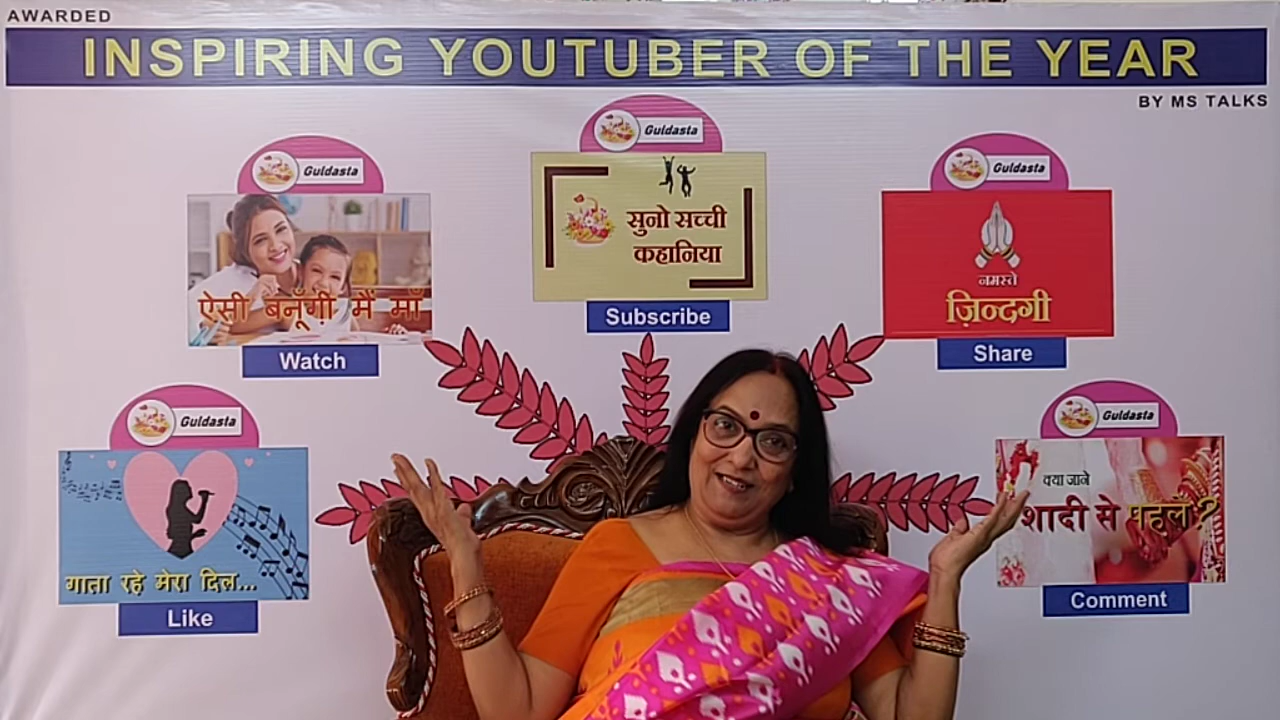 AWARDED
INSPIRING YOUTUBER OF THE YEAR
BY MS TALKS
Guldasta
सुनो सच्ची
कहानिया
Subscribe
Guldasta
ऐसी बनूँगी मैं माँ
Watch
Guldasta
नमस्ते
ज़िन्दगी
Share
Guldasta
गाता रहे मेरा दिल...
Like
Guldasta
क्या जाने
शादी से पहले ?
Comment